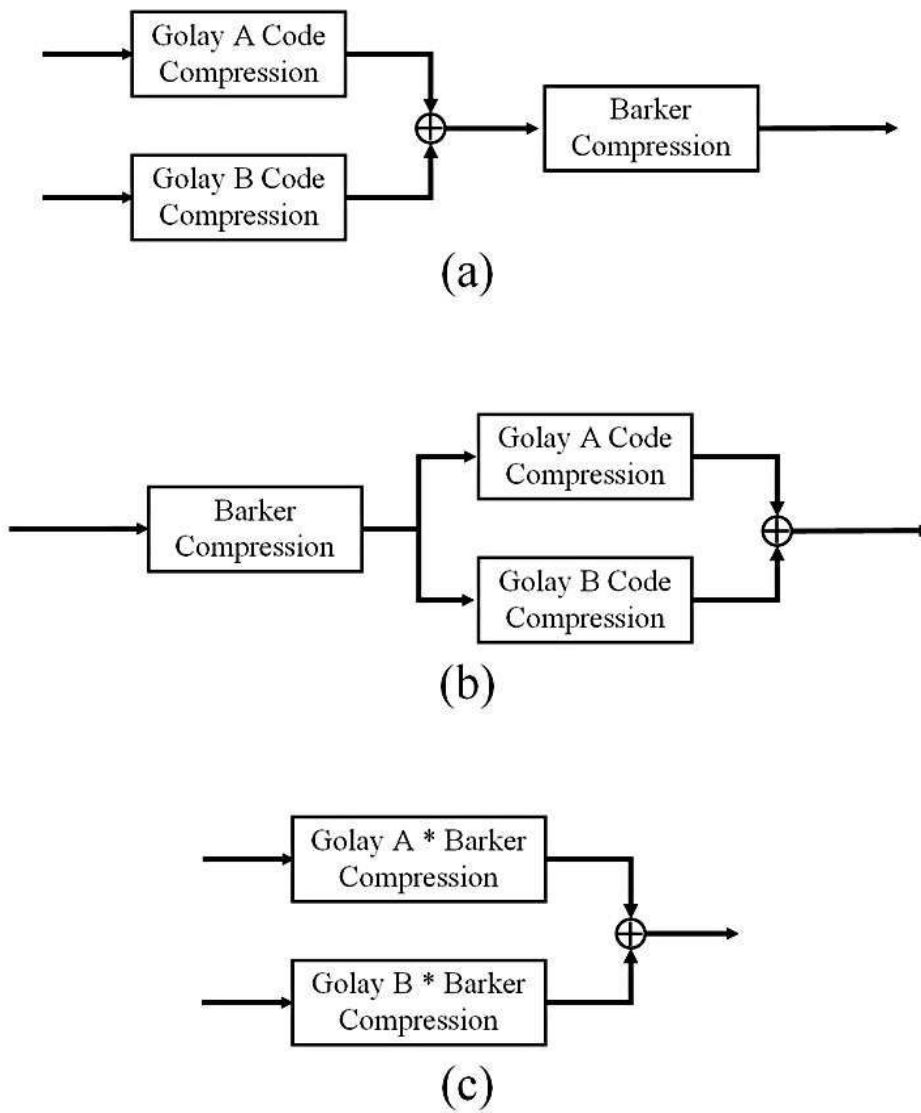 Golay A Code
Compression
Barker
Compression
Golay B Code
Compression
(a)
Golay A Code
Compression
Barker
Compression
Golay B Code
Compression
(b)
Golay A * Barker
Compression
Golay B * Barker
Compression
(c)